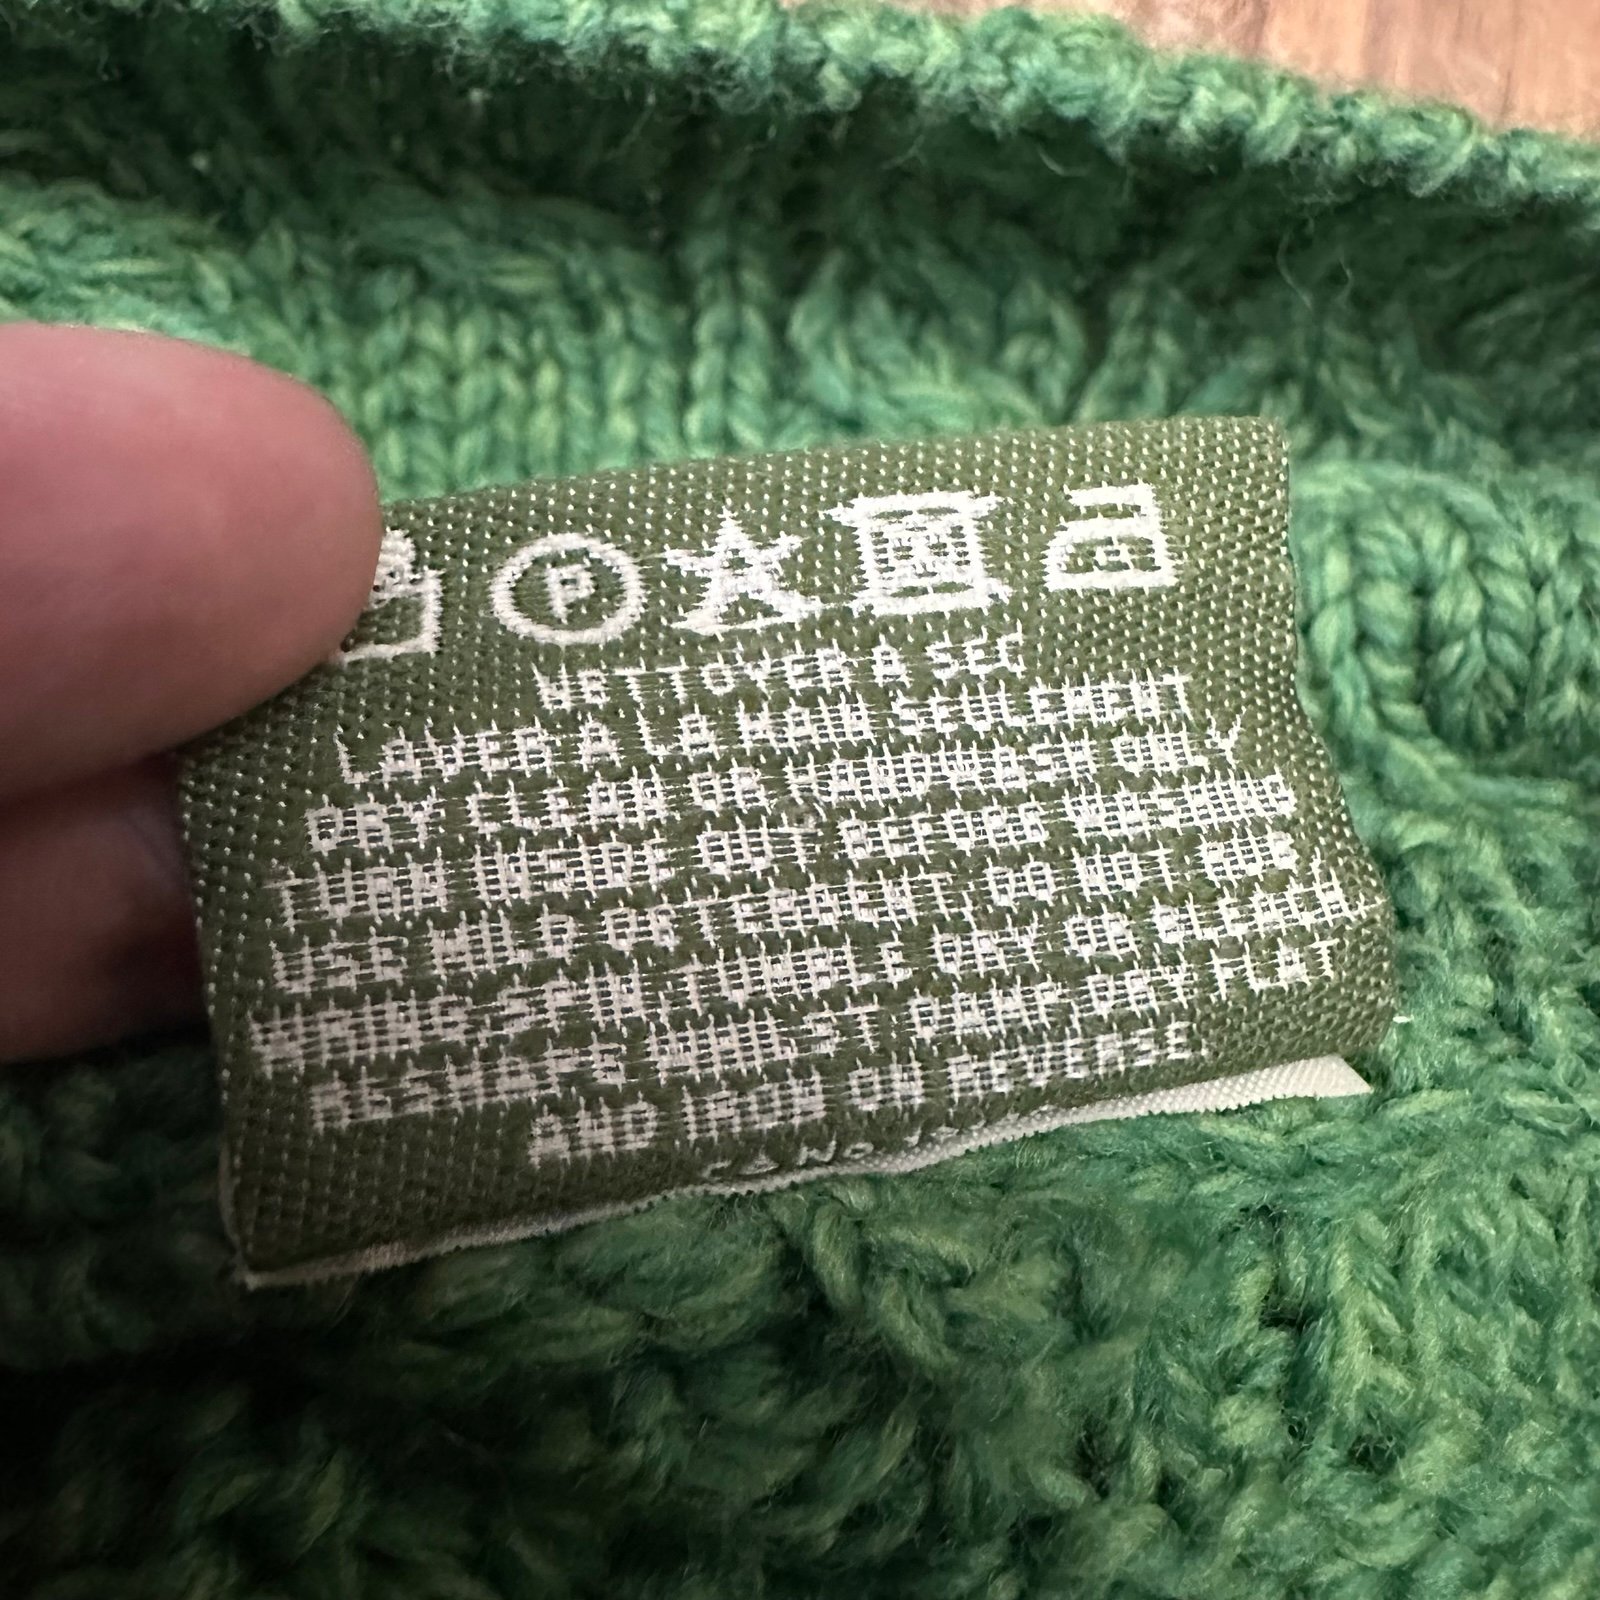 P
NETTOYER A SEC
LAVER A LA MAIN SEULEMENT
DRY CLEAN OR HANDWASH ONLY
TURN INSIDE OUT BEFORE WASHING
USE MILD DETERGENT, DO NOT RUB,
WRING, SPIN, TUMBLE DRY OR BLEACH.
RESHAPE WHILST DAMP. DRY FLAT
AND IRON ON REVERSE.